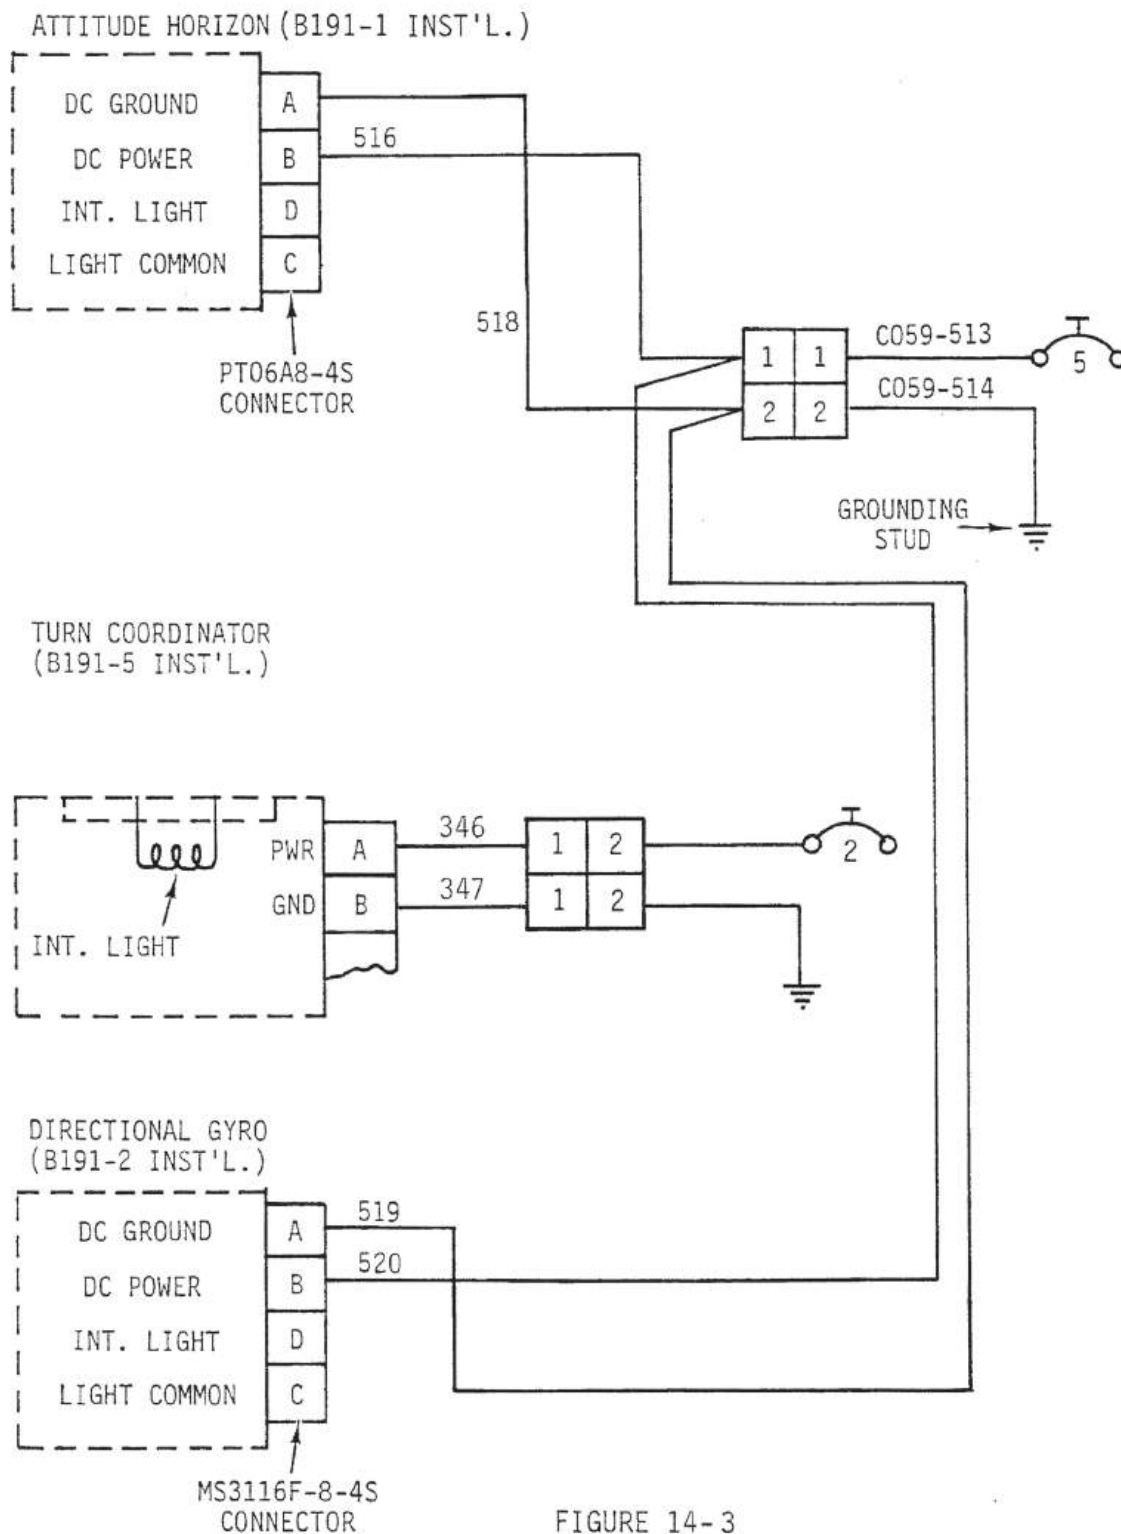 ATTITUDE HORIZON (B191-1 INST'L.)
DC GROUND A
DC POWER B
INT. LIGHT D
LIGHT COMMON C
516
518
PT06A8-4S
CONNECTOR
1 1
2 2
C059-513
5
C059-514
GROUNDING
STUD
TURN COORDINATOR
(B191-5 INST'L.)
PWR A
GND B
INT. LIGHT
346
347
1 2
1 2
2
DIRECTIONAL GYRO
(B191-2 INST'L.)
DC GROUND A
DC POWER B
INT. LIGHT D
LIGHT COMMON C
519
520
MS3116F-8-4S
CONNECTOR
FIGURE 14-3